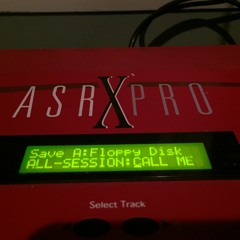 ASR X PRO
Save A:Floppy Disk
ALL-SESSION:CALL ME
Select Track